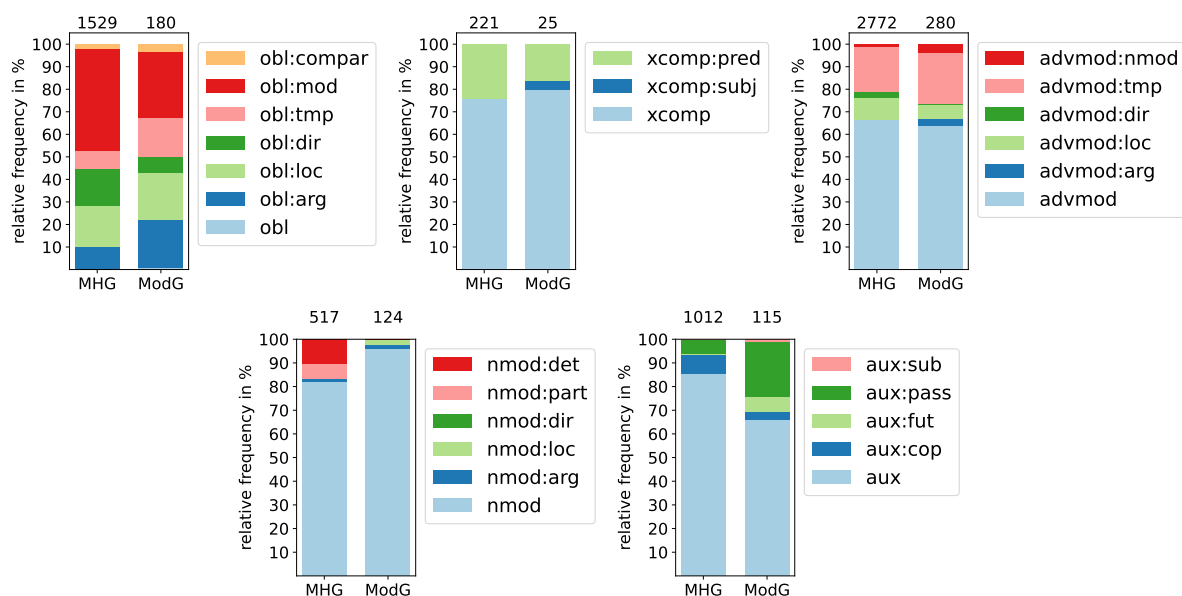 1529 180
relative frequency in %
100
90
80
70
60
50
40
30
20
10
MHG ModG
obl:compar
obl:mod
obl:tmp
obl:dir
obl:loc
obl:arg
obl
221 25
relative frequency in %
100
90
80
70
60
50
40
30
20
10
MHG ModG
xcomp:pred
xcomp:subj
xcomp
2772 280
relative frequency in %
100
90
80
70
60
50
40
30
20
10
MHG ModG
advmod:nmod
advmod:tmp
advmod:dir
advmod:loc
advmod:arg
advmod
517 124
relative frequency in %
100
90
80
70
60
50
40
30
20
10
MHG ModG
nmod:det
nmod:part
nmod:dir
nmod:loc
nmod:arg
nmod
1012 115
relative frequency in %
100
90
80
70
60
50
40
30
20
10
MHG ModG
aux:sub
aux:pass
aux:fut
aux:cop
aux